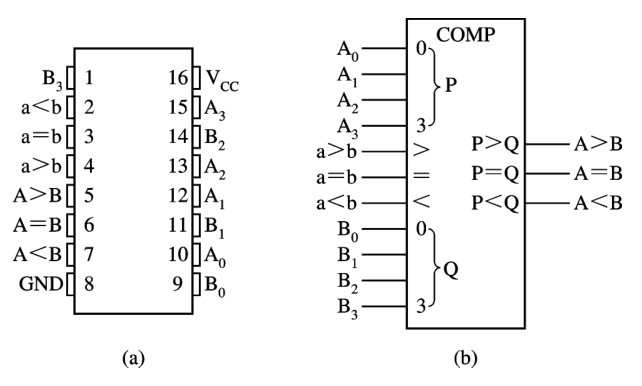 B₃ 1 16 V_CC
a<b 2 15 A₃
a=b 3 14 B₂
a>b 4 13 A₂
A>B 5 12 A₁
A=B 6 11 B₁
A<B 7 10 A₀
GND 8 9 B₀
(a)
COMP
A₀ 0
A₁
P
A₂
A₃ 3
a>b > P>Q A>B
a=b = P=Q A=B
a<b < P<Q A<B
B₀ 0
B₁
Q
B₂
B₃ 3
(b)